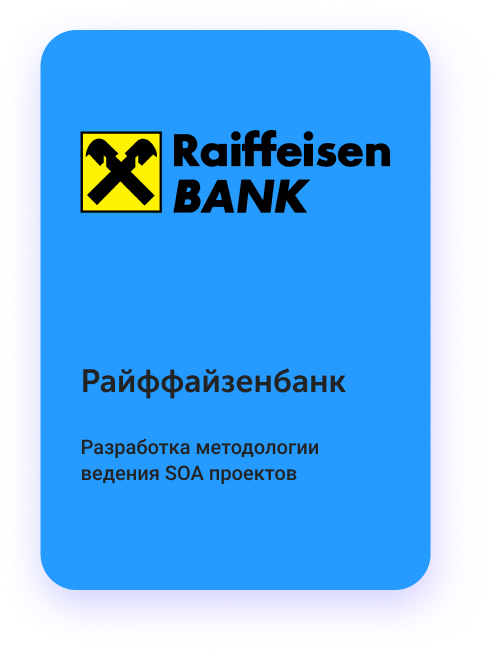 Raiffeisen
BANK
Райффайзенбанк
Разработка методологии
ведения SOA проектов